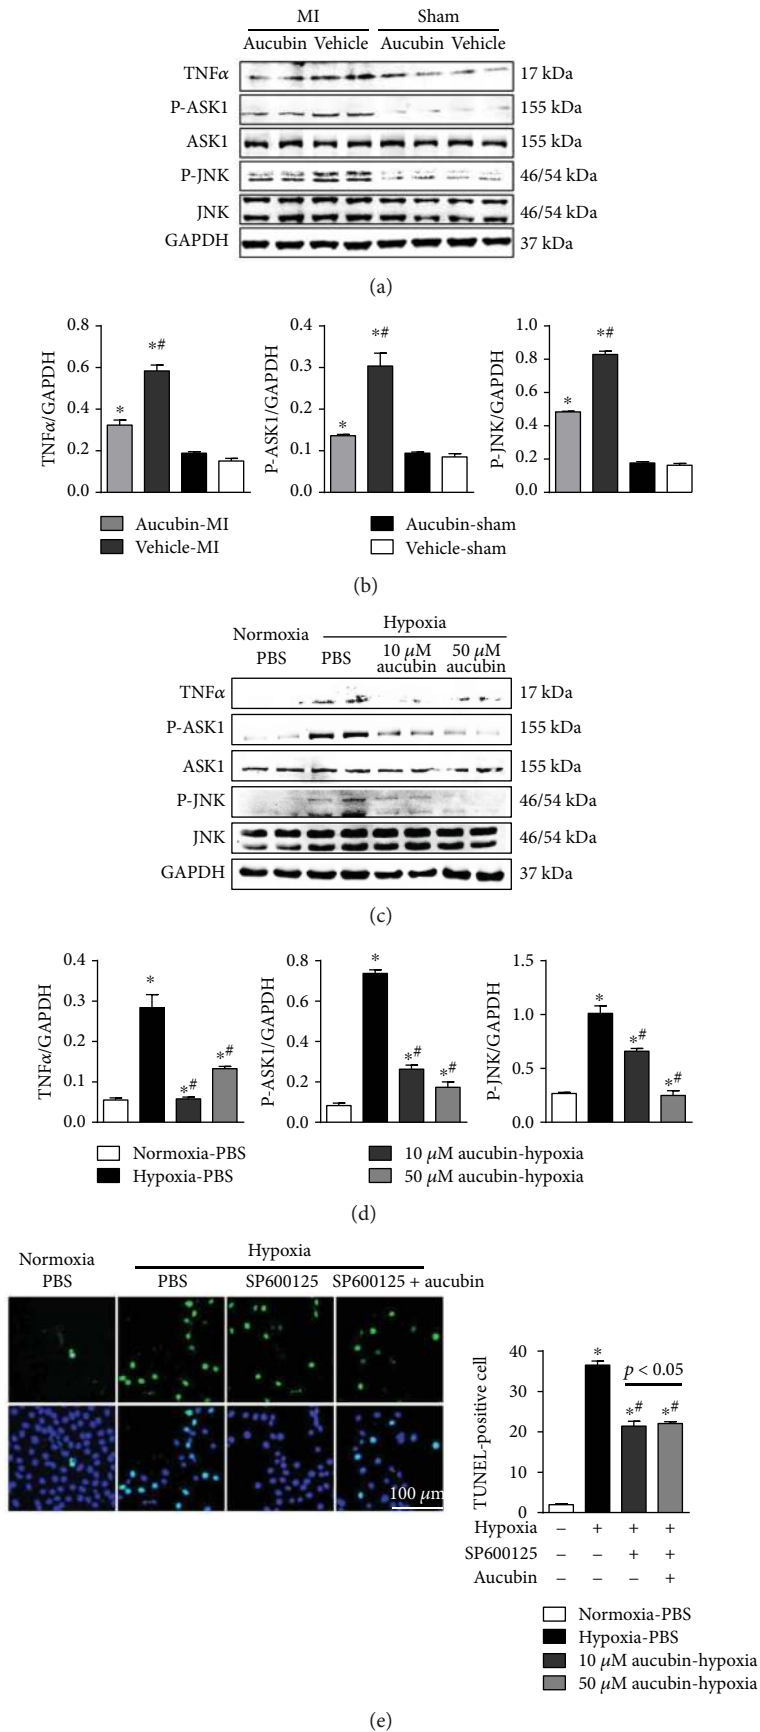 MI Sham
Aucubin Vehicle Aucubin Vehicle
TNFα 17 kDa
P-ASK1 155 kDa
ASK1 155 kDa
P-JNK 46/54 kDa
JNK 46/54 kDa
GAPDH 37 kDa
(a)
TNFα/GAPDH
0.8
0.6
0.4
0.2
0.0
*
*#
P-ASK1/GAPDH
0.4
0.3
0.2
0.1
0.0
*
*#
P-JNK/GAPDH
1.0
0.8
0.6
0.4
0.2
0.0
*
*#
Aucubin-MI
Vehicle-MI
Aucubin-sham
Vehicle-sham
(b)
Normoxia Hypoxia
PBS PBS 10 μM aucubin 50 μM aucubin
TNFα 17 kDa
P-ASK1 155 kDa
ASK1 155 kDa
P-JNK 46/54 kDa
JNK 46/54 kDa
GAPDH 37 kDa
(c)
TNFα/GAPDH
0.4
0.3
0.2
0.1
0.0
*
*#
*#
P-ASK1/GAPDH
0.8
0.6
0.4
0.2
0.0
*
*#
*#
P-JNK/GAPDH
1.5
1.0
0.5
0.0
*
*#
*#
Normoxia-PBS
Hypoxia-PBS
10 μM aucubin-hypoxia
50 μM aucubin-hypoxia
(d)
Normoxia Hypoxia
PBS PBS SP600125 SP600125 + aucubin
100 μm
TUNEL-positive cell
40
30
20
10
0
*
p < 0.05
*#
*#
Hypoxia – + + +
SP600125 – – + +
Aucubin – – – +
Normoxia-PBS
Hypoxia-PBS
10 μM aucubin-hypoxia
50 μM aucubin-hypoxia
(e)